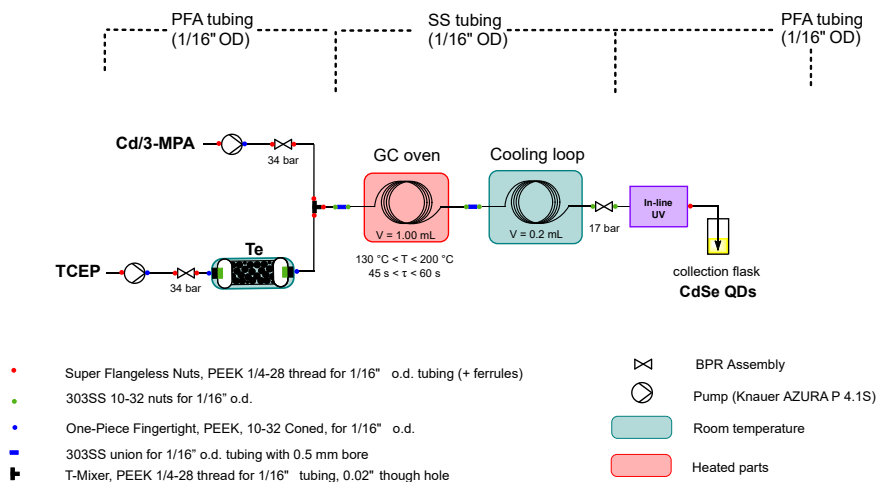 PFA tubing
(1/16" OD)
SS tubing
(1/16" OD)
PFA tubing
(1/16" OD)
Cd/3-MPA
34 bar
GC oven
V = 1.00 mL
130 °C < T < 200 °C
45 s < τ < 60 s
Cooling loop
V = 0.2 mL
17 bar
In-line
UV
collection flask
CdSe QDs
Te
TCEP
34 bar
Super Flangeless Nuts, PEEK 1/4-28 thread for 1/16" o.d. tubing (+ ferrules)
303SS 10-32 nuts for 1/16" o.d.
One-Piece Fingertight, PEEK, 10-32 Coned, for 1/16" o.d.
303SS union for 1/16" o.d. tubing with 0.5 mm bore
T-Mixer, PEEK 1/4-28 thread for 1/16" tubing, 0.02" though hole
BPR Assembly
Pump (Knauer AZURA P 4.1S)
Room temperature
Heated parts